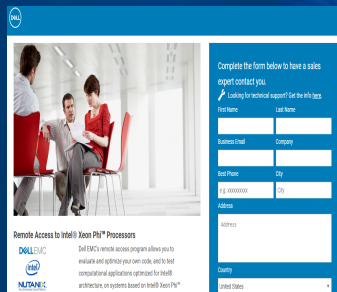 DELL
Complete the form below to have a sales
expert contact you.
Looking for technical support? Get the info here.
First Name Last Name
Business Email Company
Best Phone City
e.g. xxxxxxxxxx City
Address
Address
Country
United States
Remote Access to Intel® Xeon Phi™ Processors
DELLEMC
intel
NUTANIX
Dell EMC's remote access program allows you to
evaluate and optimize your own code, and to test
computational applications optimized for Intel®
architecture, on systems based on Intel® Xeon Phi™